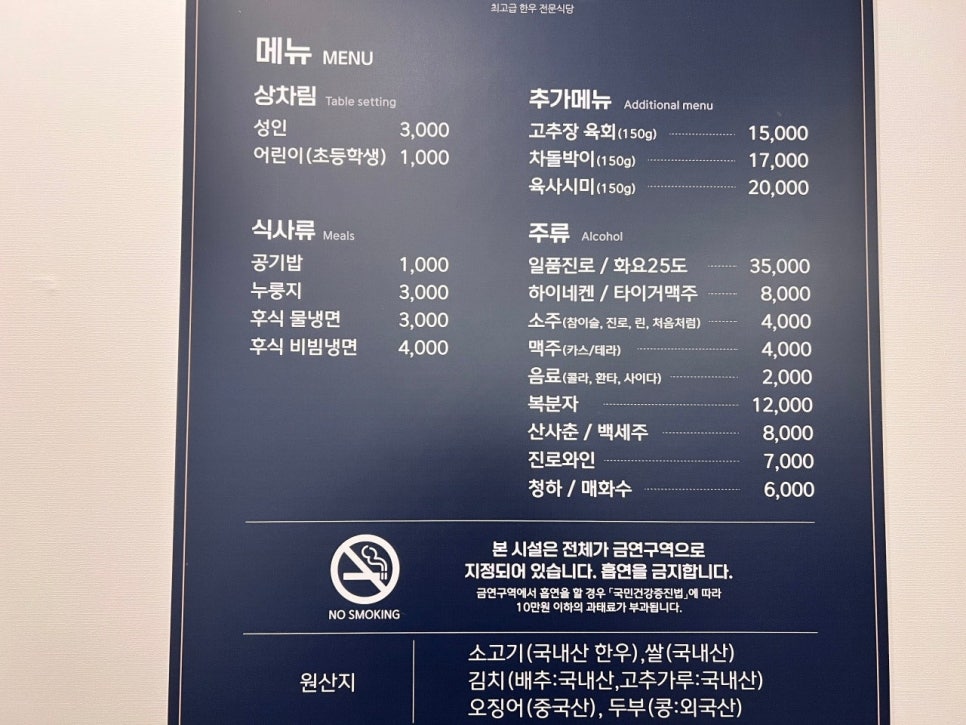 최고급 한우 전문식당
메뉴 MENU
상차림 Table setting
성인 3,000
어린이(초등학생) 1,000
식사류 Meals
공기밥 1,000
누룽지 3,000
후식 물냉면 3,000
후식 비빔냉면 4,000
추가메뉴 Additional menu
고추장 육회(150g) 15,000
차돌박이(150g) 17,000
육사시미(150g) 20,000
주류 Alcohol
일품진로 / 화요25도 35,000
하이네켄 / 타이거맥주 8,000
소주(참이슬, 진로, 린, 처음처럼) 4,000
맥주(카스/테라) 4,000
음료(콜라, 환타, 사이다) 2,000
복분자 12,000
산사춘 / 백세주 8,000
진로와인 7,000
청하 / 매화수 6,000
NO SMOKING
본 시설은 전체가 금연구역으로
지정되어 있습니다. 흡연을 금지합니다.
금연구역에서 흡연을 할 경우 「국민건강증진법」에 따라
10만원 이하의 과태료가 부과됩니다.
원산지
소고기(국내산 한우),쌀(국내산)
김치(배추:국내산,고추가루:국내산)
오징어(중국산), 두부(콩:외국산)